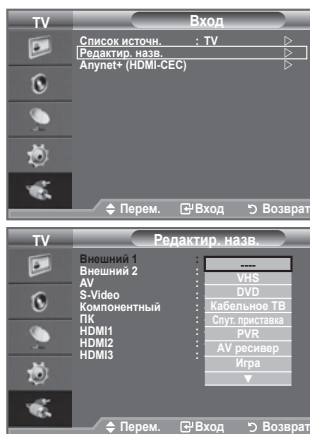 TV Вход
Список источн. : TV
Редактир. назв.
Anynet+ (HDMI-CEC)
Перем. Вход Возврат
TV Редактир. назв.
Внешний 1 : ----
Внешний 2 :
AV : VHS
S-Video : DVD
Компонентный : Кабельное ТВ
ПК : Спут. приставка
HDMI1 : PVR
HDMI2 : AV ресивер
HDMI3 : Игра
▼
Перем. Вход Возврат